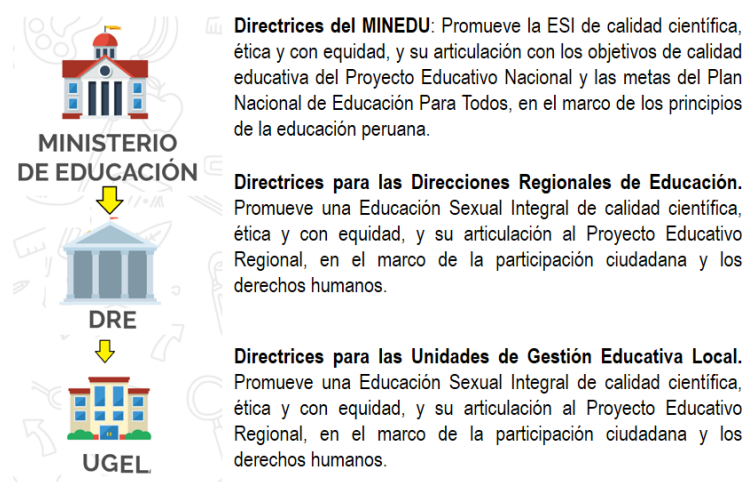 Directrices del MINEDU: Promueve la ESI de calidad científica,
ética y con equidad, y su articulación con los objetivos de calidad
educativa del Proyecto Educativo Nacional y las metas del Plan
Nacional de Educación Para Todos, en el marco de los principios
de la educación peruana.
MINISTERIO
DE EDUCACIÓN
Directrices para las Direcciones Regionales de Educación.
Promueve una Educación Sexual Integral de calidad científica,
ética y con equidad, y su articulación al Proyecto Educativo
Regional, en el marco de la participación ciudadana y los
derechos humanos.
DRE
Directrices para las Unidades de Gestión Educativa Local.
Promueve una Educación Sexual Integral de calidad científica,
ética y con equidad, y su articulación al Proyecto Educativo
Regional, en el marco de la participación ciudadana y los
derechos humanos.
UGEL